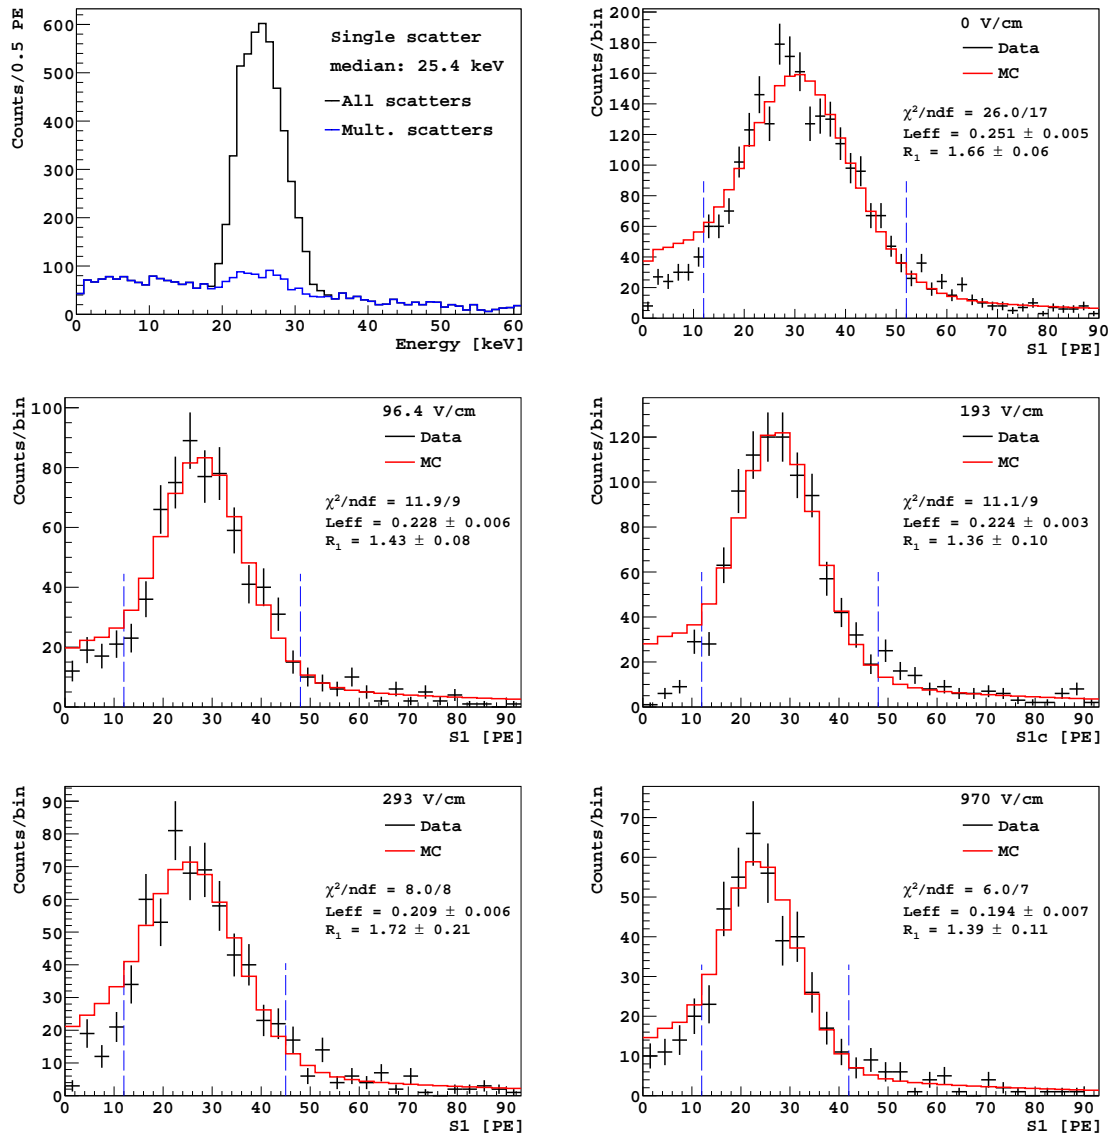 Counts/0.5 PE
600
500
400
300
200
100
0
Single scatter
median: 25.4 keV
All scatters
Mult. scatters
0 10 20 30 40 50 60
Energy [keV]
Counts/bin
200
180
160
140
120
100
80
60
40
20
0
0 V/cm
Data
MC
χ²/ndf = 26.0/17
Leff = 0.251 ± 0.005
R₁ = 1.66 ± 0.06
0 10 20 30 40 50 60 70 80 90
S1 [PE]
Counts/bin
100
80
60
40
20
0
96.4 V/cm
Data
MC
χ²/ndf = 11.9/9
Leff = 0.228 ± 0.006
R₁ = 1.43 ± 0.08
0 10 20 30 40 50 60 70 80 90
S1 [PE]
Counts/bin
120
100
80
60
40
20
0
193 V/cm
Data
MC
χ²/ndf = 11.1/9
Leff = 0.224 ± 0.003
R₁ = 1.36 ± 0.10
0 10 20 30 40 50 60 70 80 90
S1c [PE]
Counts/bin
90
80
70
60
50
40
30
20
10
0
293 V/cm
Data
MC
χ²/ndf = 8.0/8
Leff = 0.209 ± 0.006
R₁ = 1.72 ± 0.21
0 10 20 30 40 50 60 70 80 90
S1 [PE]
Counts/bin
70
60
50
40
30
20
10
0
970 V/cm
Data
MC
χ²/ndf = 6.0/7
Leff = 0.194 ± 0.007
R₁ = 1.39 ± 0.11
0 10 20 30 40 50 60 70 80 90
S1 [PE]